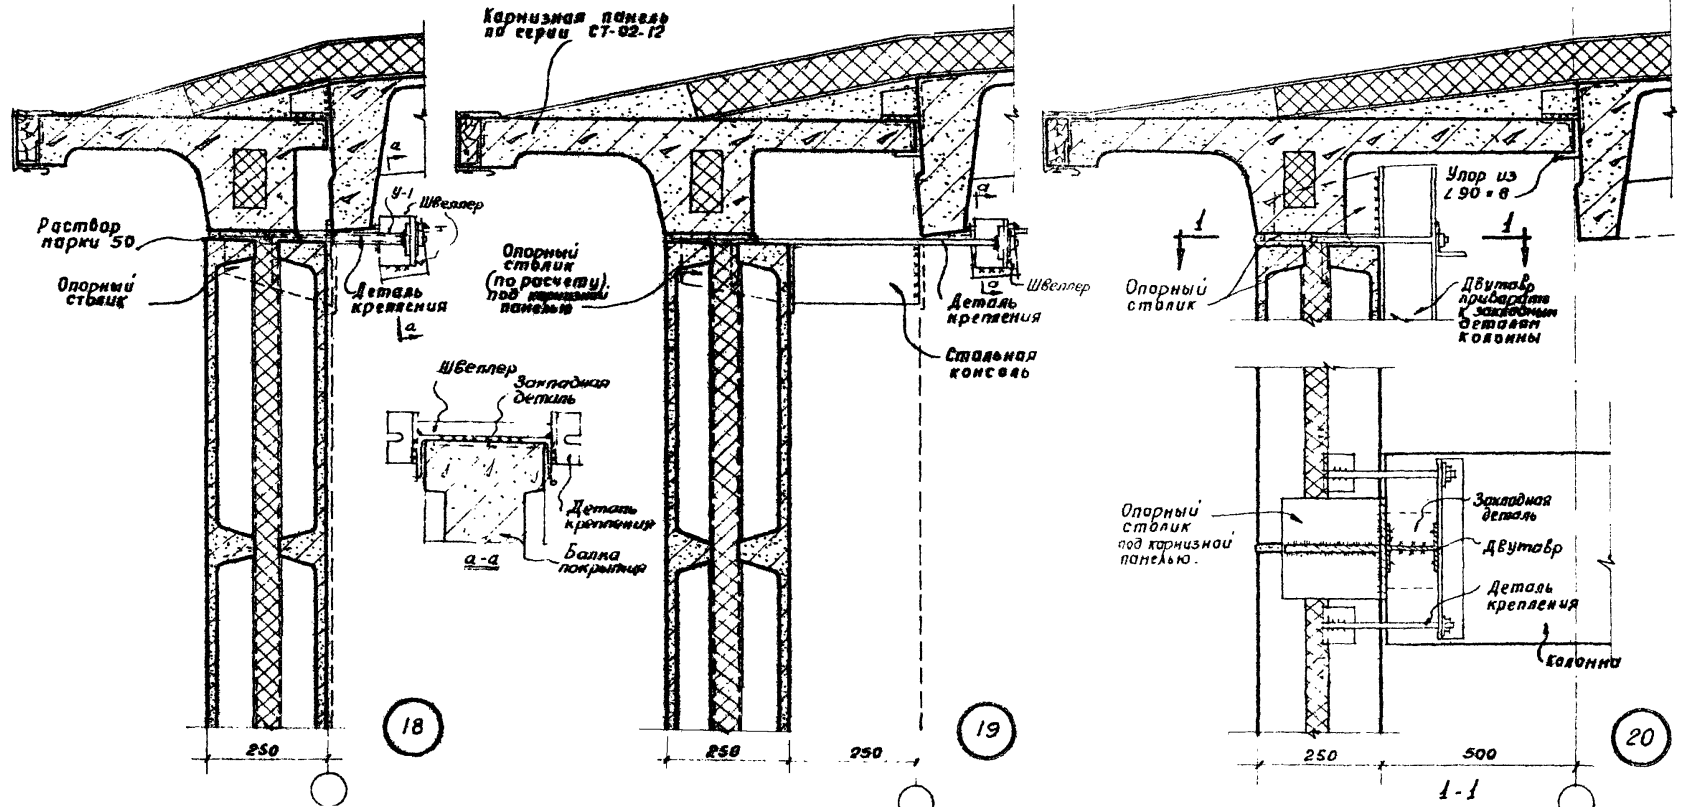 Карнизная панель
по серии СТ-02-12
а
У-1
Швеллер
Раствор
марки 50
Опорный
столик
Деталь
крепления
а
Швеллер
Закладная
деталь
Деталь
крепления
Балка
покрытия
а-а
18
250
Опорный
столик
(по расчету).
под карнизной
панелью
а
Швеллер
а
Деталь
крепления
Стальная
консоль
19
250
250
Упор из
1
1
Опорный
столик
Двутавр
приварить
к закладным
деталям
колонны
Опорный
столик
под карнизной
панелью.
Закладная
деталь
Двутавр
Деталь
крепления
Колонна
20
250
500
1-1